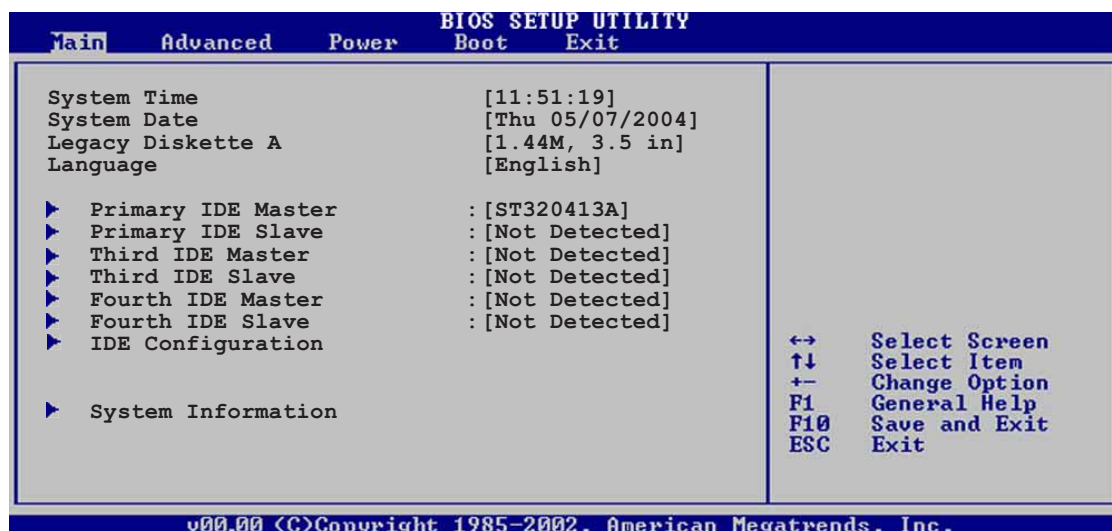 BIOS SETUP UTILITY
Main Advanced Power Boot Exit
System Time [11:51:19]
System Date [Thu 05/07/2004]
Legacy Diskette A [1.44M, 3.5 in]
Language [English]
Primary IDE Master :[ST320413A]
Primary IDE Slave :[Not Detected]
Third IDE Master :[Not Detected]
Third IDE Slave :[Not Detected]
Fourth IDE Master :[Not Detected]
Fourth IDE Slave :[Not Detected]
IDE Configuration
System Information
↔ Select Screen
↑↓ Select Item
+- Change Option
F1 General Help
F10 Save and Exit
ESC Exit
v00.00 (C)Copyright 1985-2002, American Megatrends, Inc.